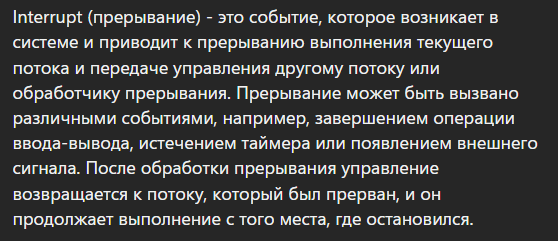 Interrupt (прерывание) - это событие, которое возникает в
системе и приводит к прерыванию выполнения текущего
потока и передаче управления другому потоку или
обработчику прерывания. Прерывание может быть вызвано
различными событиями, например, завершением операции
ввода-вывода, истечением таймера или появлением внешнего
сигнала. После обработки прерывания управление
возвращается к потоку, который был прерван, и он
продолжает выполнение с того места, где остановился.